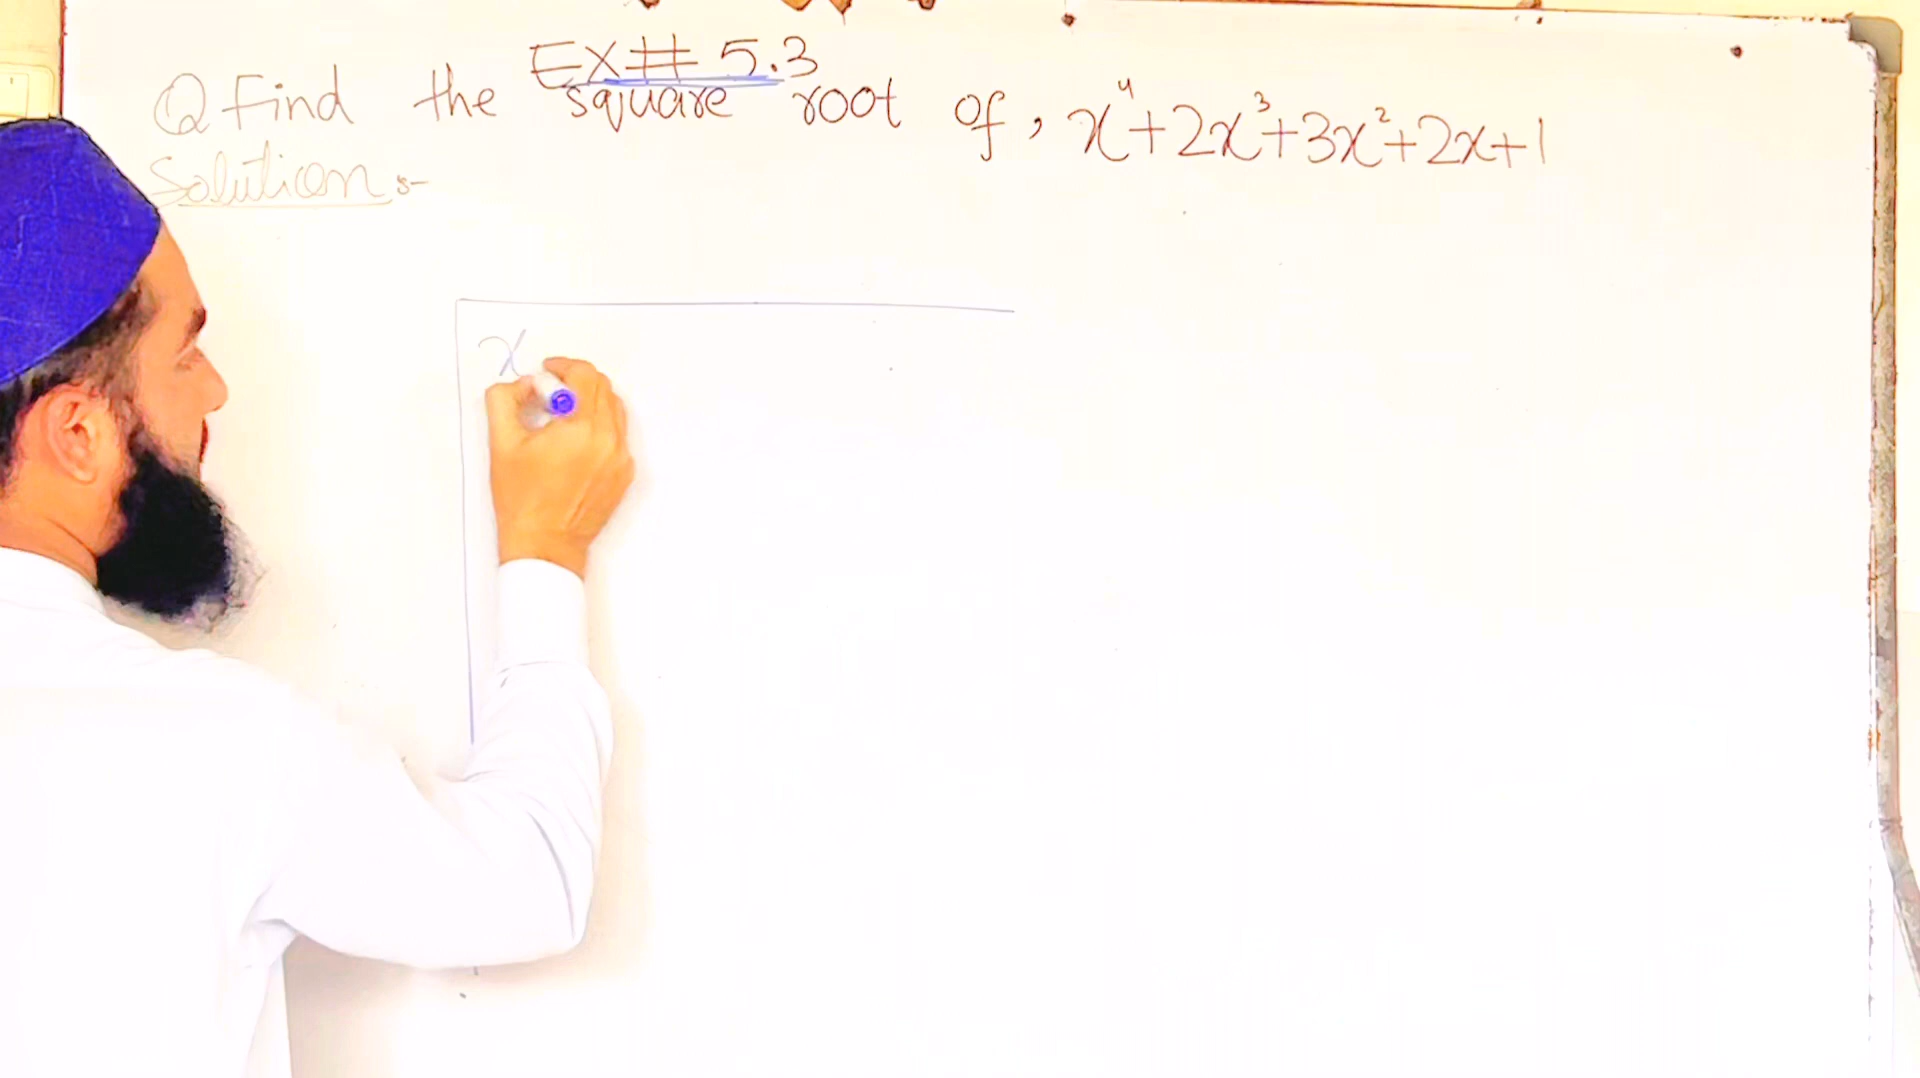 Ex# 5.3
Q Find the square root of, x⁴+2x³+3x²+2x+1
Solution:-
x